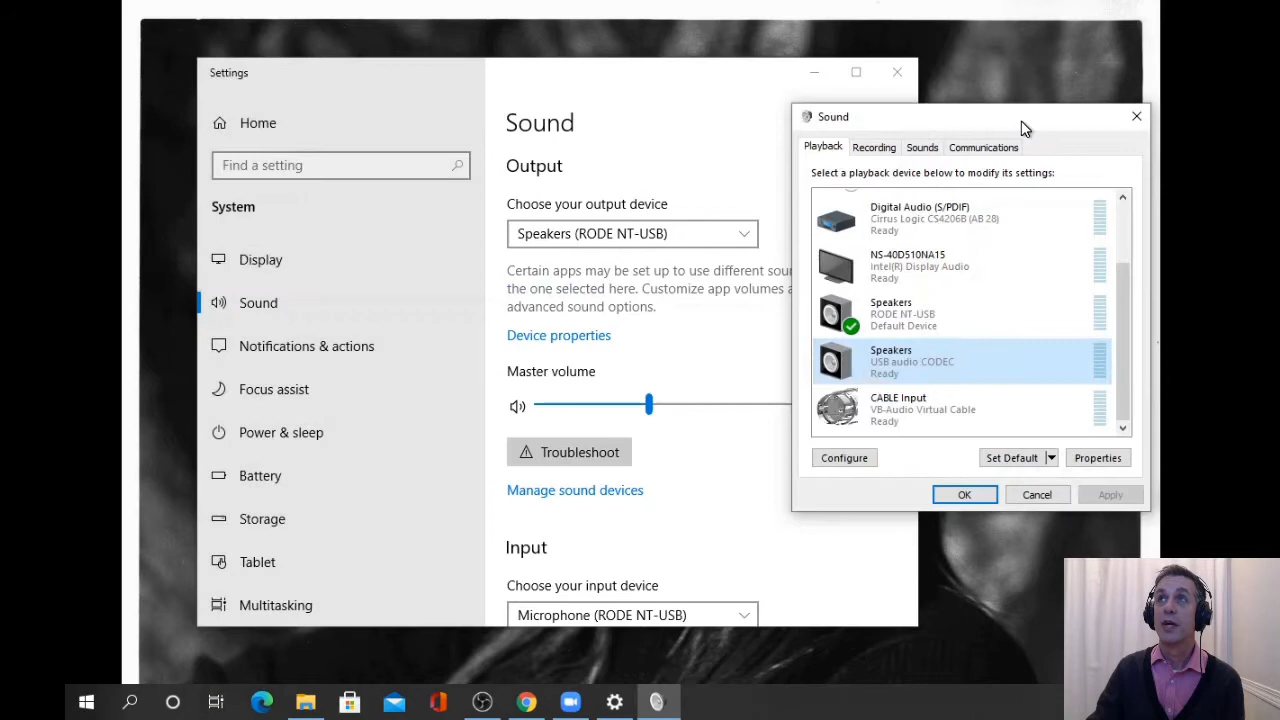 Settings
Home
Find a setting
System
Display
Sound
Notifications & actions
Focus assist
Power & sleep
Battery
Storage
Tablet
Multitasking
Sound
Output
Choose your output device
Speakers (RODE NT-USB)
Certain apps may be set up to use different sou
the one selected here. Customize app volumes a
advanced sound options.
Device properties
Master volume
Troubleshoot
Manage sound devices
Input
Choose your input device
Microphone (RODE NT-USB)
Sound
Playback Recording Sounds Communications
Select a playback device below to modify its settings:
Digital Audio (S/PDIF)
Cirrus Logic CS4206B (AB 28)
Ready
NS-40D510NA15
Intel(R) Display Audio
Ready
Speakers
RODE NT-USB
Default Device
Speakers
USB audio CODEC
Ready
CABLE Input
VB-Audio Virtual Cable
Ready
Configure Set Default Properties
OK Cancel Apply